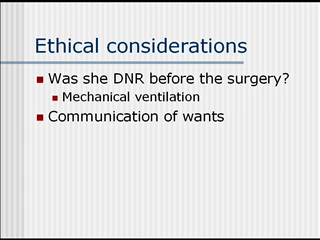 Ethical considerations
Was she DNR before the surgery?
Mechanical ventilation
Communication of wants